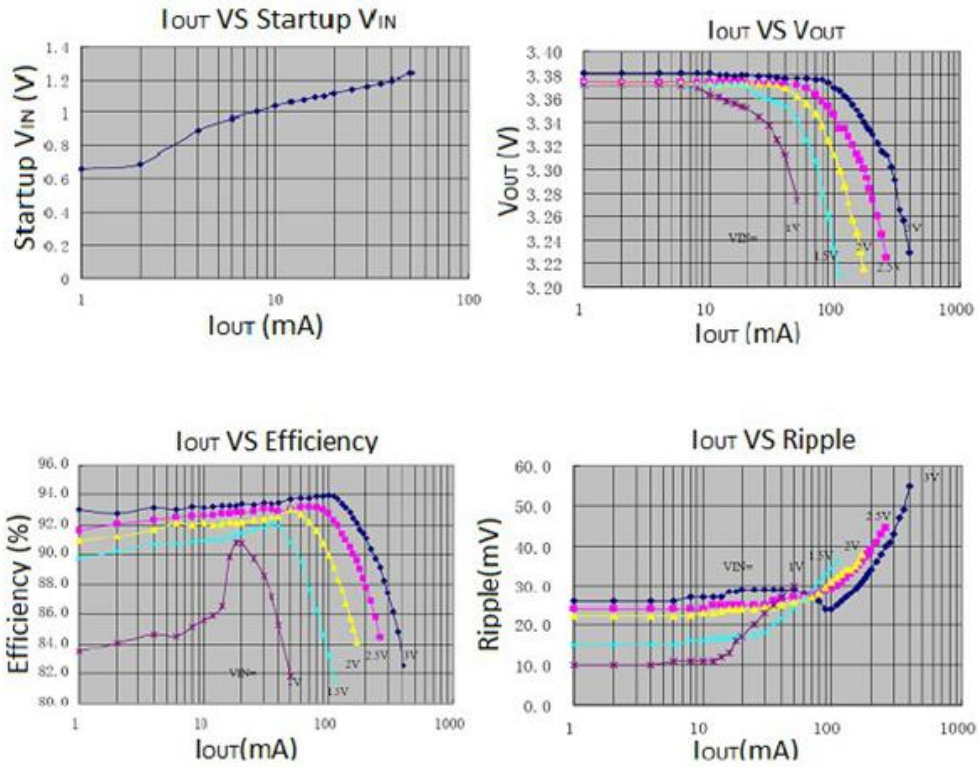 IOUT VS Startup VIN
Startup VIN (V)
1.4
1.2
1
0.8
0.6
0.4
0.2
0
1
10
100
IOUT (mA)
IOUT VS VOUT
VOUT (V)
3.40
3.38
3.36
3.34
3.32
3.30
3.28
3.26
3.24
3.22
3.20
VIN=
1V
1.5V
2V
2.5V
3V
1
10
100
1000
IOUT (mA)
IOUT VS Efficiency
Efficiency (%)
96.0
94.0
92.0
90.0
88.0
86.0
84.0
82.0
80.0
VIN=
1V
1.5V
2V
2.5V
3V
1
10
100
1000
IOUT(mA)
IOUT VS Ripple
Ripple(mV)
60.0
50.0
40.0
30.0
20.0
10.0
0.0
VIN=
1V
1.5V
2V
2.5V
3V
1
10
100
1000
IOUT(mA)